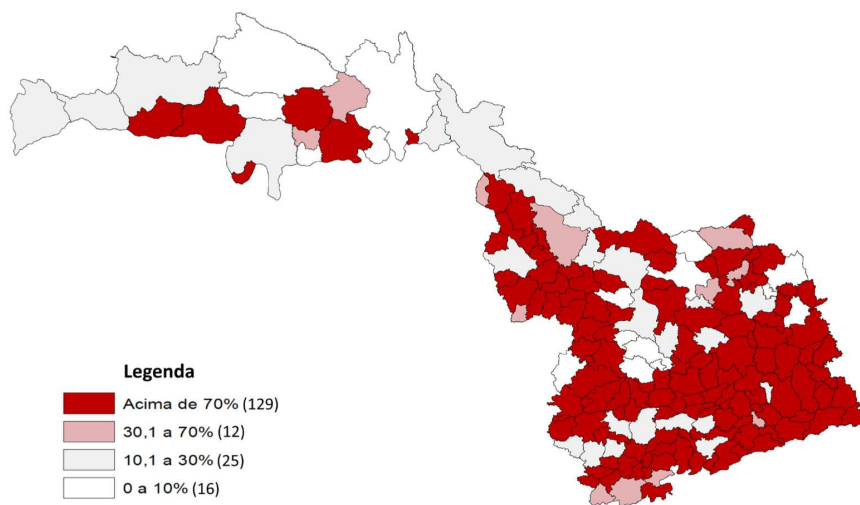 Legenda
Acima de 70% (129)
30,1 a 70% (12)
10,1 a 30% (25)
0 a 10% (16)